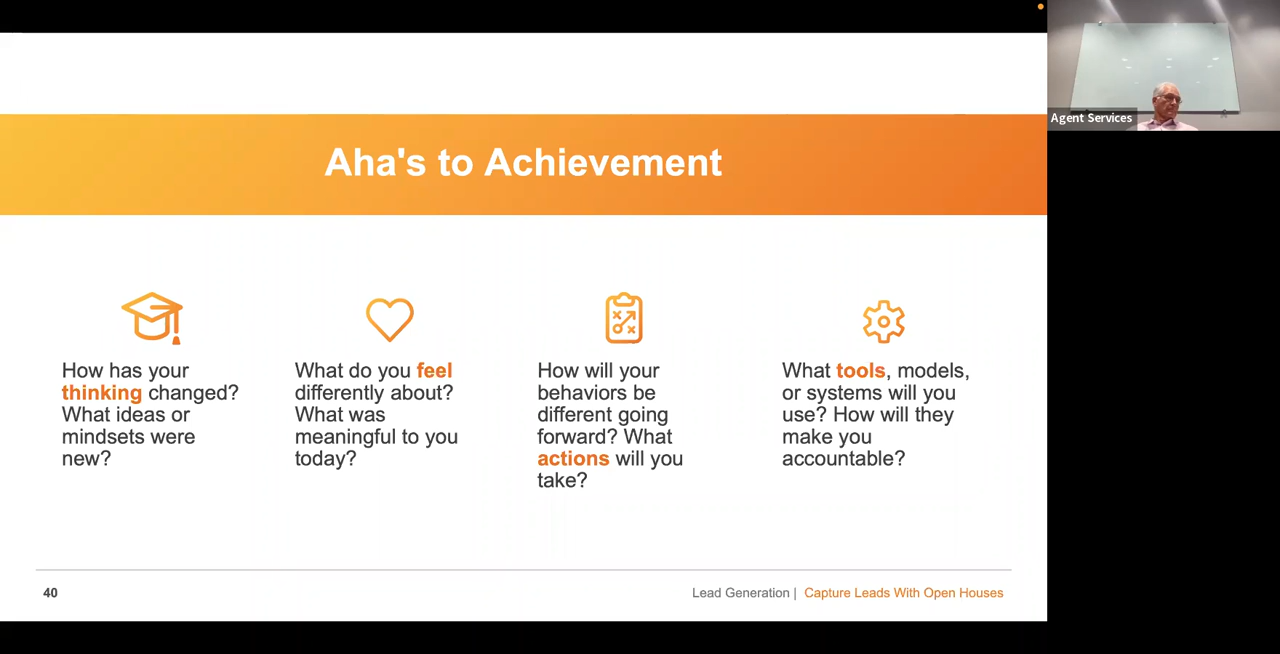 Aha's to Achievement
How has your
thinking changed?
What ideas or
mindsets were
new?
What do you feel
differently about?
What was
meaningful to you
today?
How will your
behaviors be
different going
forward? What
actions will you
take?
What tools, models,
or systems will you
use? How will they
make you
accountable?
40
Lead Generation | Capture Leads With Open Houses
Agent Services